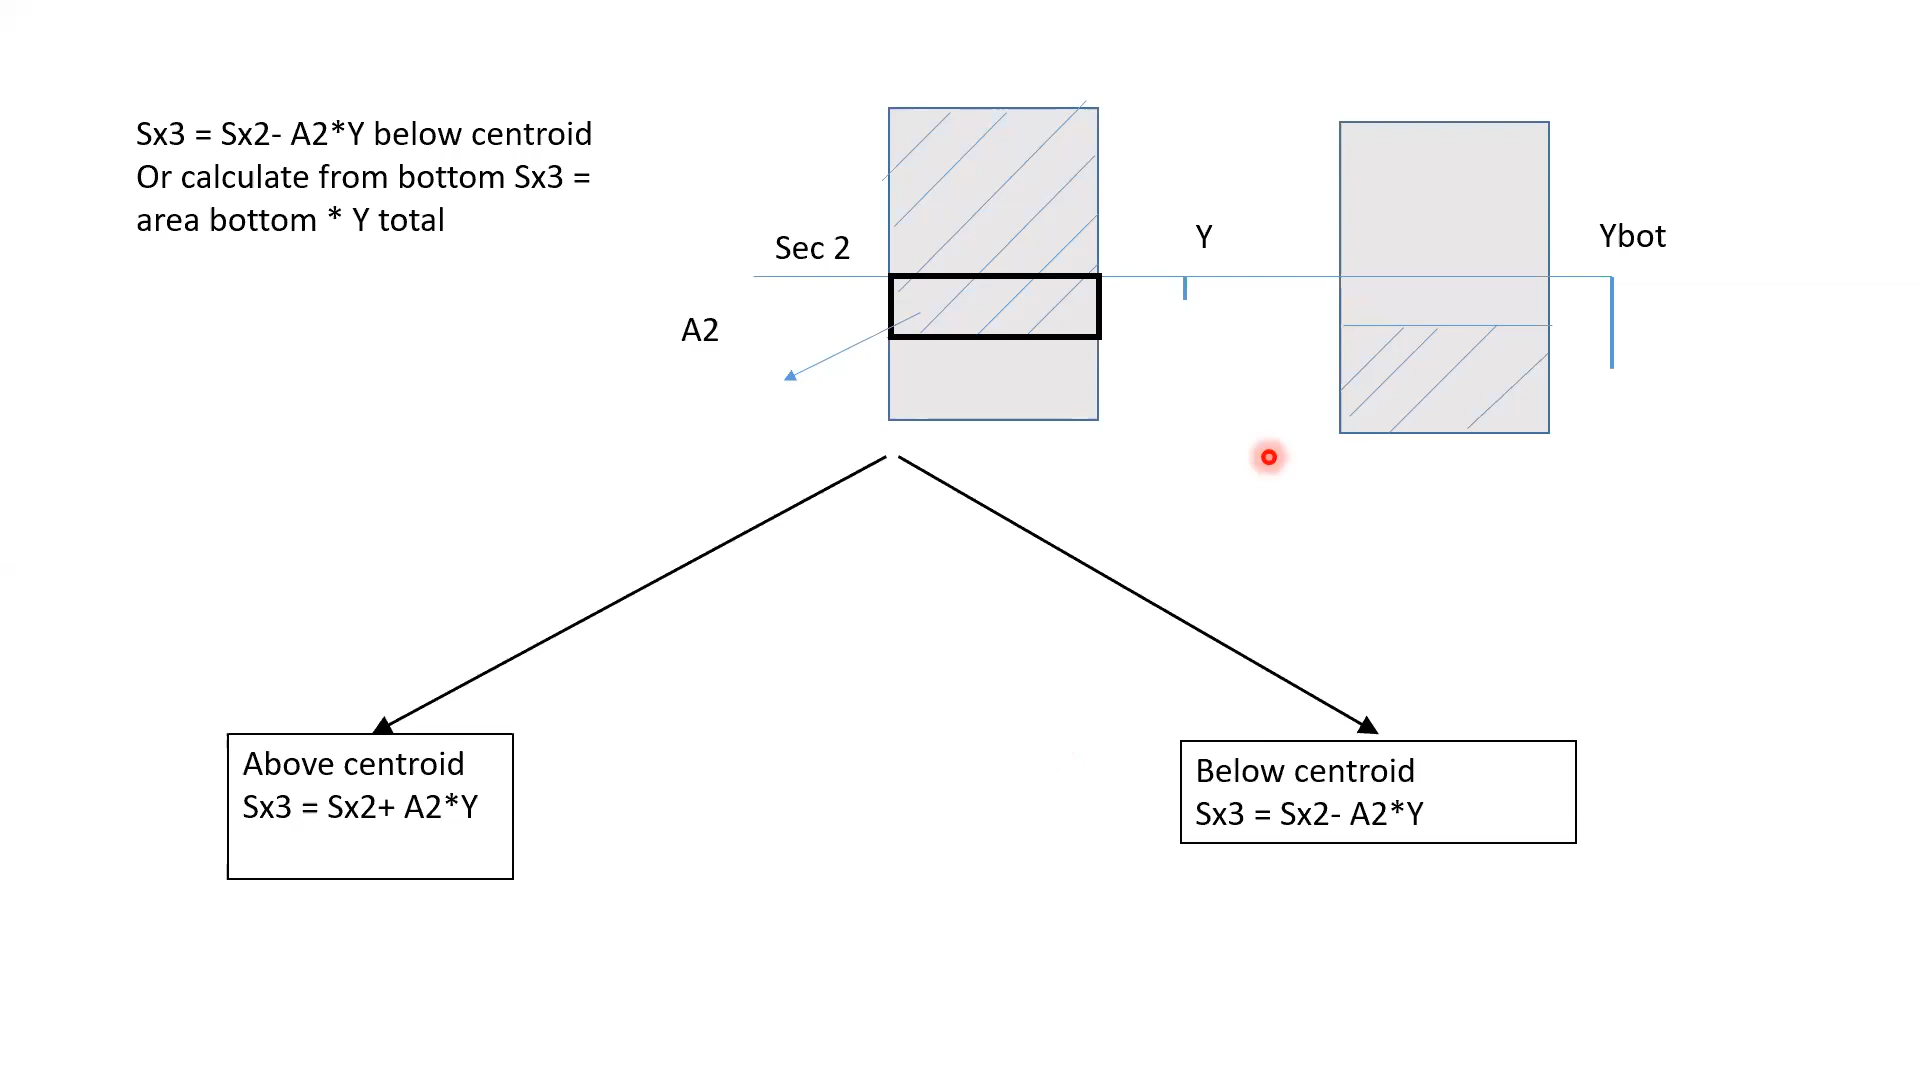 Sx3 = Sx2- A2*Y below centroid
Or calculate from bottom Sx3 =
area bottom * Y total
Sec 2
Y
Ybot
A2
Above centroid
Sx3 = Sx2+ A2*Y
Below centroid
Sx3 = Sx2- A2*Y